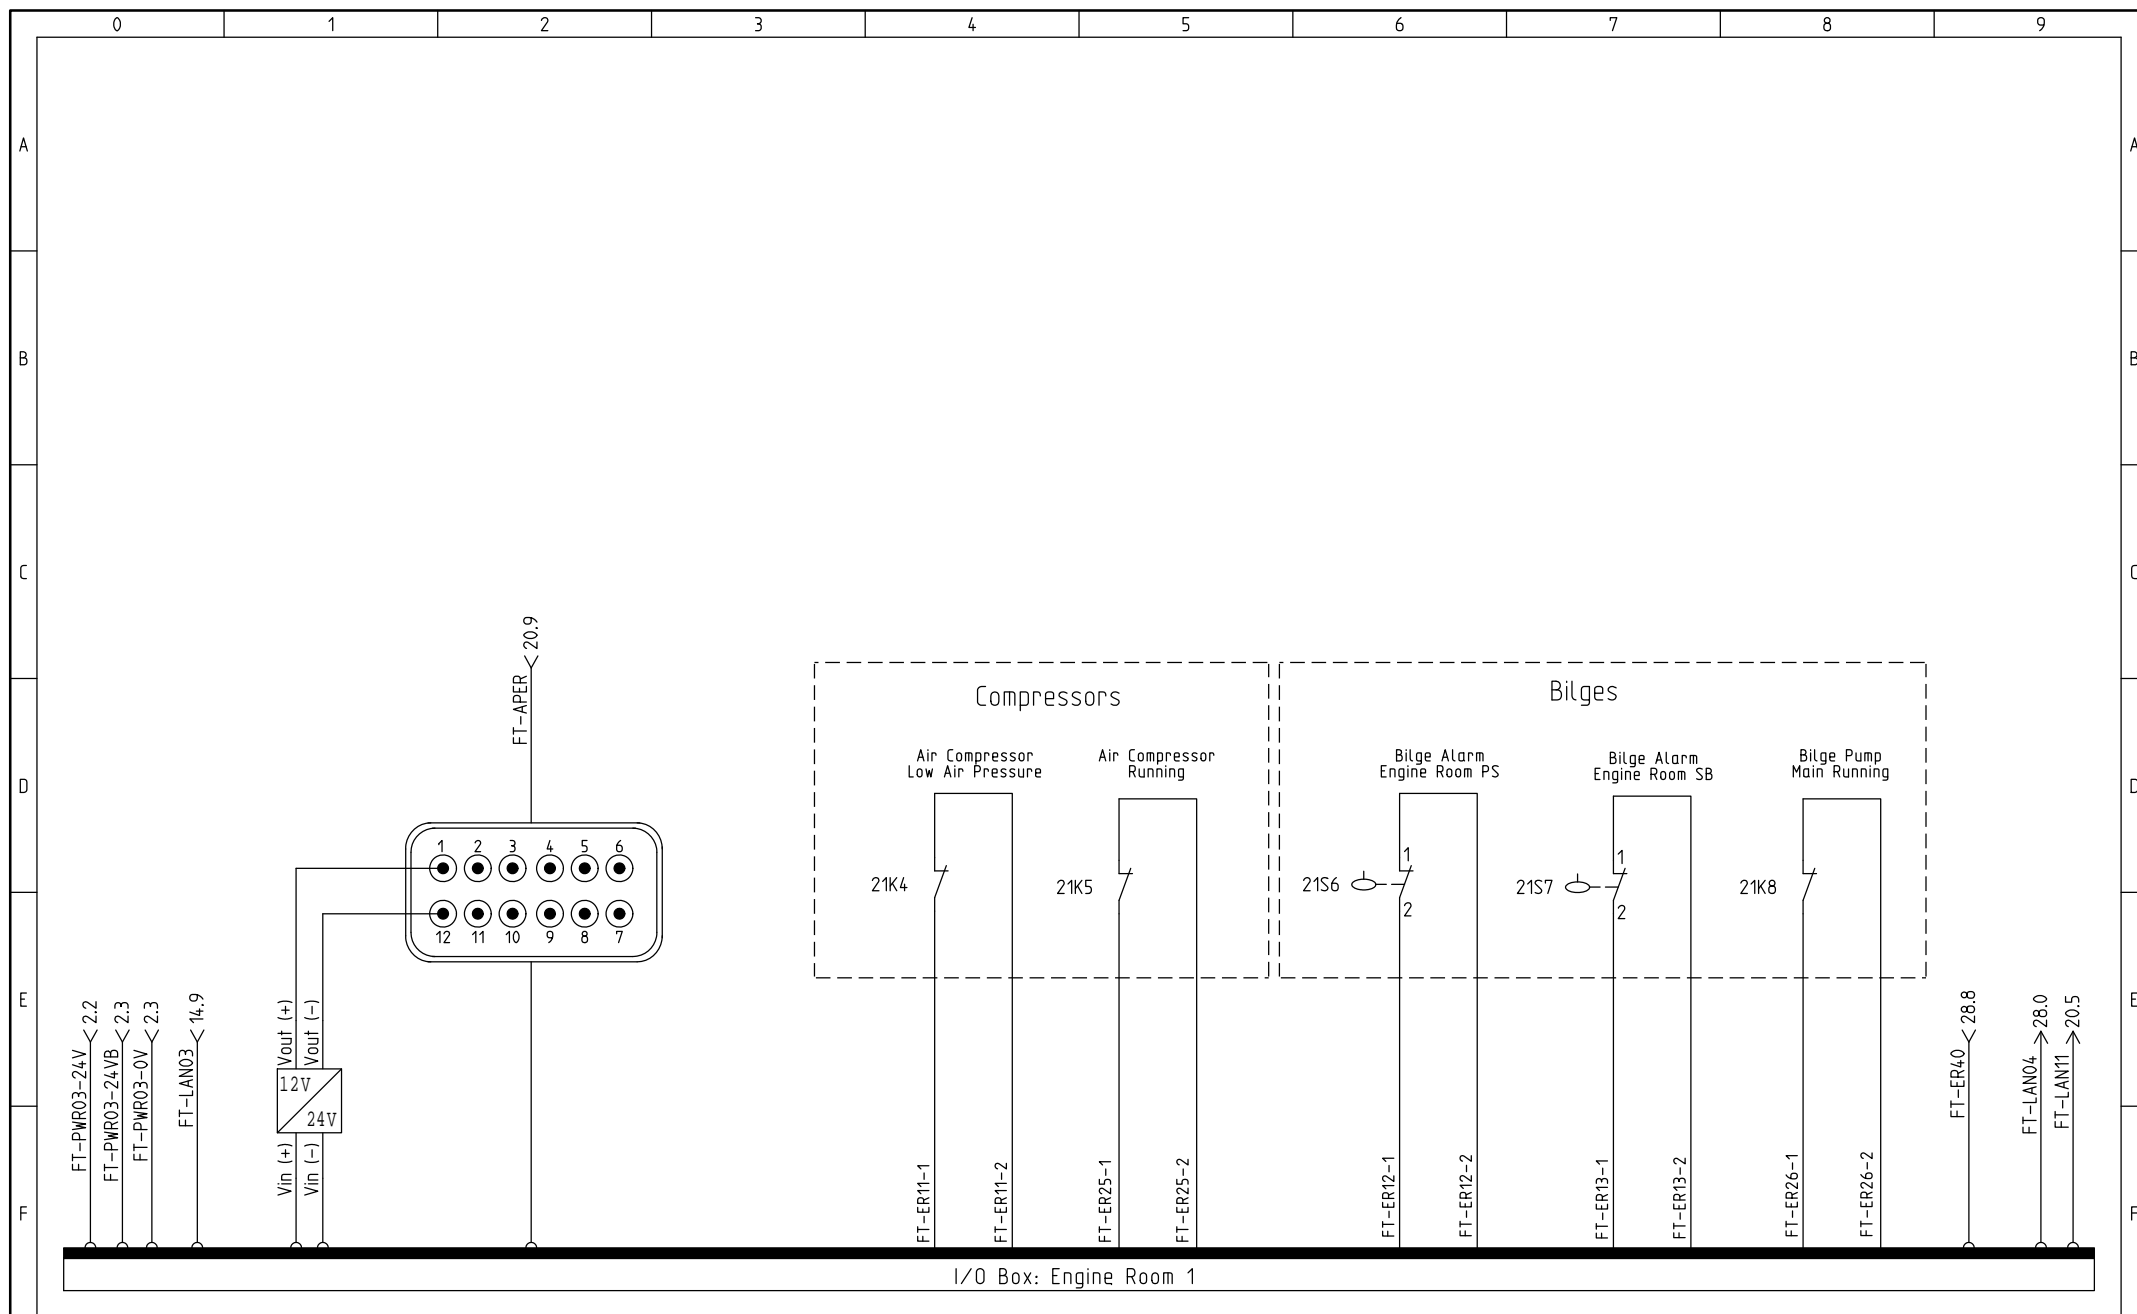 0 1 2 3 4 5 6 7 8 9
A A
B B
C C
20.9
FT-APER
Compressors
Bilges
Air Compressor
Low Air Pressure
Air Compressor
Running
Bilge Alarm
Engine Room PS
Bilge Alarm
Engine Room SB
Bilge Pump
Main Running
D D
1 2 3 4 5 6
12 11 10 9 8 7
21K4
21K5
21S6
1
2
21S7
1
2
21K8
E E
2.2
FT-PWR03-24V
2.3
FT-PWR03-24VB
2.3
FT-PWR03-0V
14.9
FT-LAN03
Vout (+)
Vout (-)
12V
24V
Vin (+)
Vin (-)
28.8
FT-ER40
28.0
FT-LAN04
20.5
FT-LAN11
F F
FT-ER11-1
FT-ER11-2
FT-ER25-1
FT-ER25-2
FT-ER12-1
FT-ER12-2
FT-ER13-1
FT-ER13-2
FT-ER26-1
FT-ER26-2
I/O Box: Engine Room 1